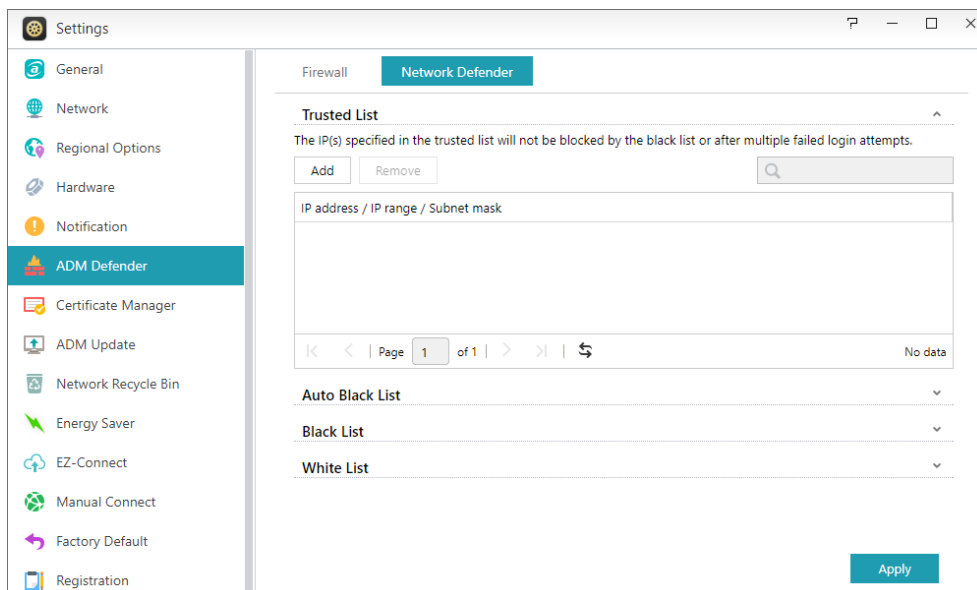 Settings
General
Network
Regional Options
Hardware
Notification
ADM Defender
Certificate Manager
ADM Update
Network Recycle Bin
Energy Saver
EZ-Connect
Manual Connect
Factory Default
Registration
Firewall
Network Defender
Trusted List
The IP(s) specified in the trusted list will not be blocked by the black list or after multiple failed login attempts.
Add
Remove
IP address / IP range / Subnet mask
Page 1 of 1
No data
Auto Black List
Black List
White List
Apply